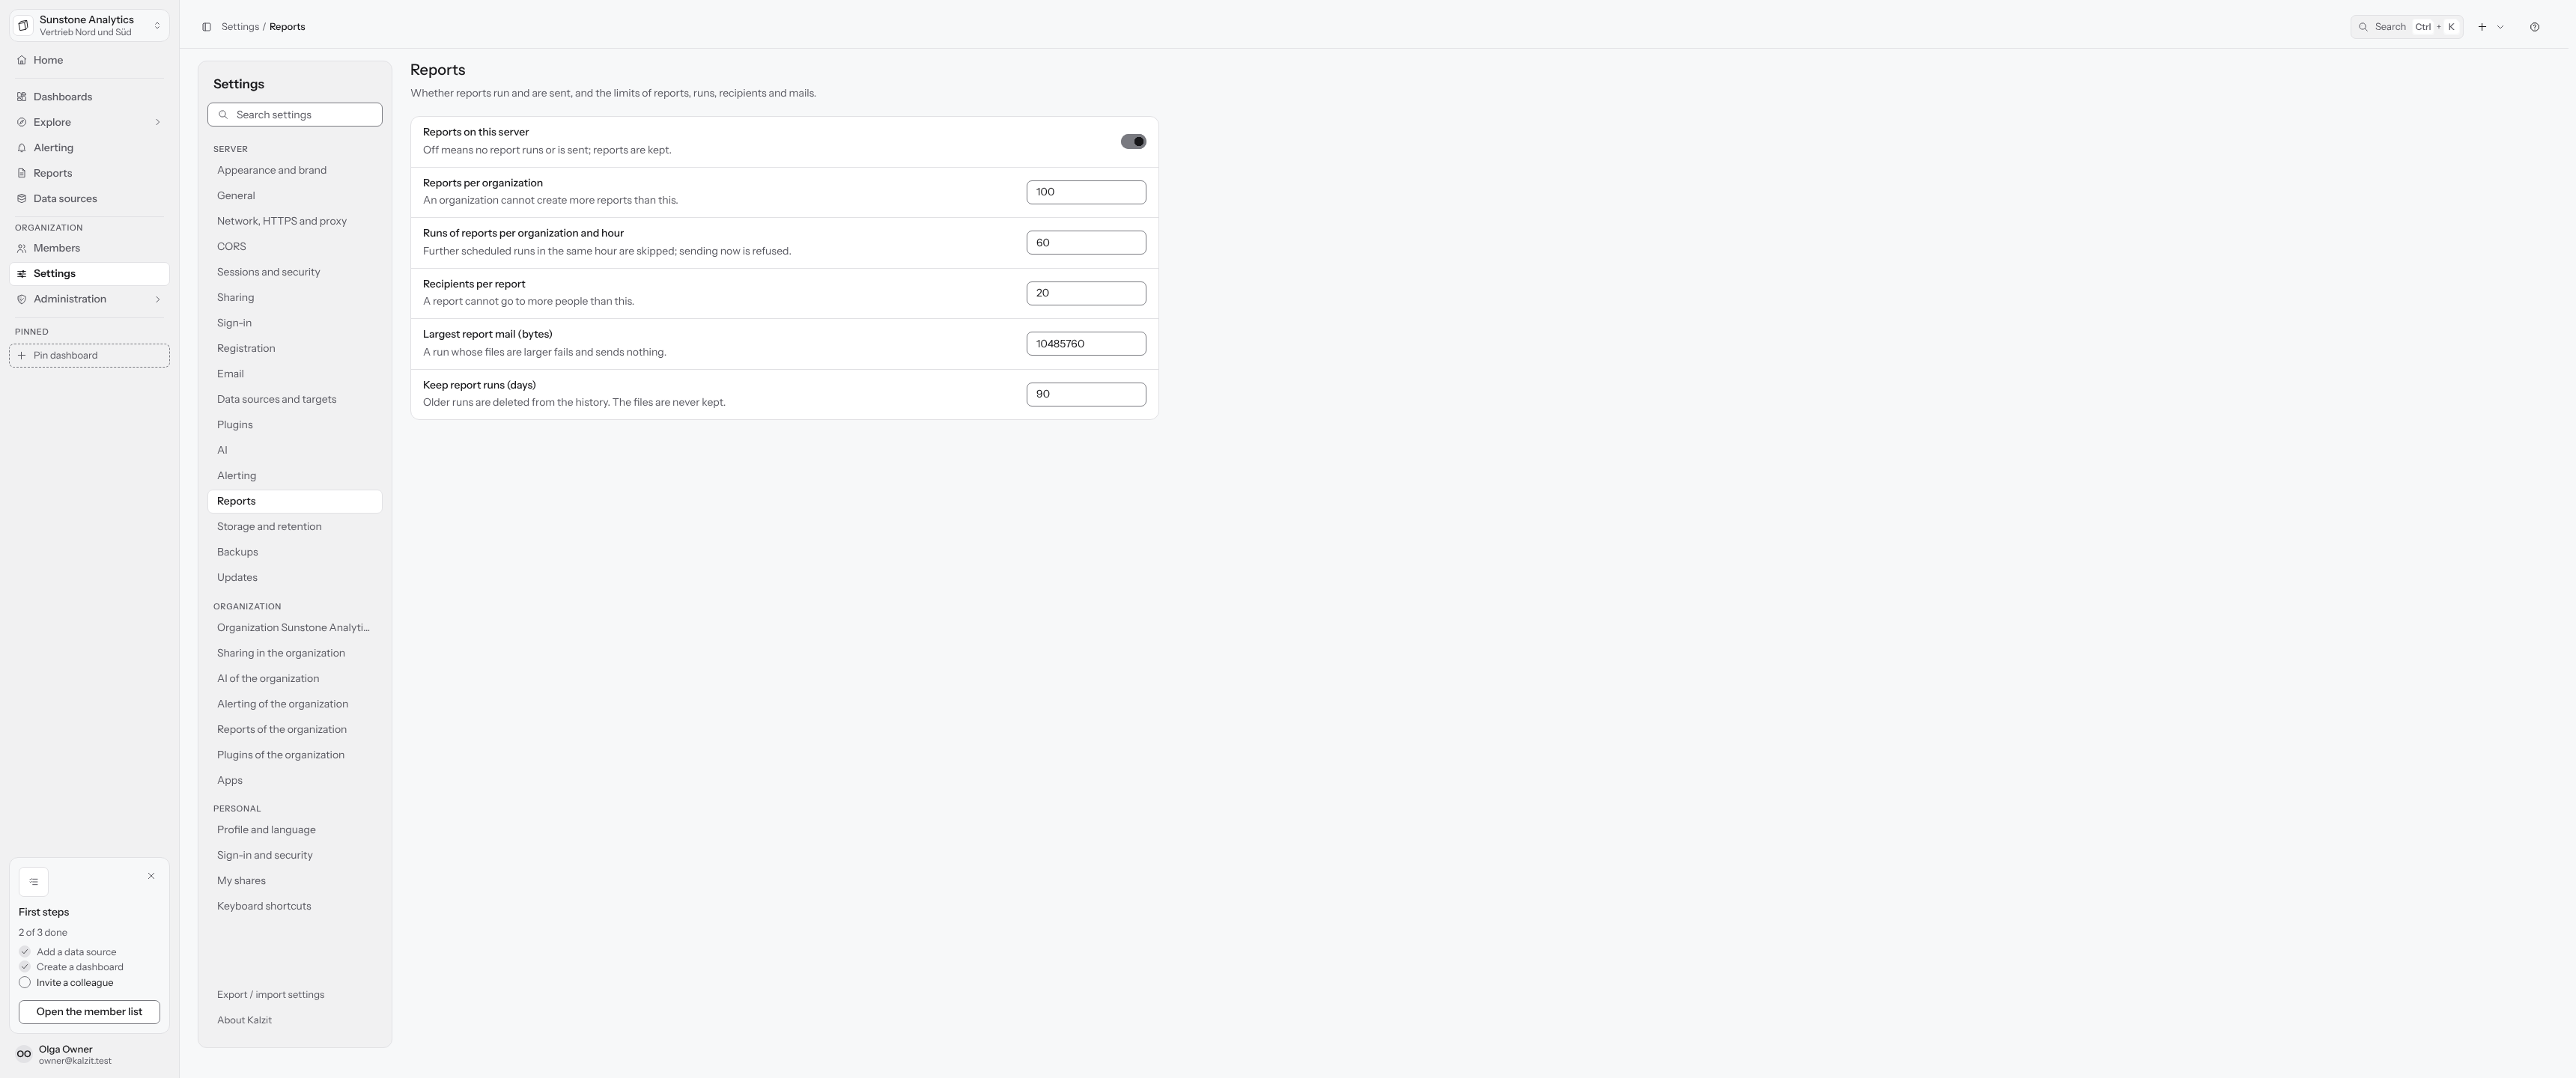 Sunstone Analytics
Vertrieb Nord und Süd
Home
Dashboards
Explore
Alerting
Reports
Data sources
ORGANIZATION
Members
Settings
Administration
PINNED
Pin dashboard
First steps
2 of 3 done
Add a data source
Create a dashboard
Invite a colleague
Open the member list
OO
Olga Owner
owner@kalzit.test
Settings / Reports
Search Ctrl + K
Settings
Search settings
SERVER
Appearance and brand
General
Network, HTTPS and proxy
CORS
Sessions and security
Sharing
Sign-in
Registration
Email
Data sources and targets
Plugins
AI
Alerting
Reports
Storage and retention
Backups
Updates
ORGANIZATION
Organization Sunstone Analyti...
Sharing in the organization
AI of the organization
Alerting of the organization
Reports of the organization
Plugins of the organization
Apps
PERSONAL
Profile and language
Sign-in and security
My shares
Keyboard shortcuts
Export / import settings
About Kalzit
Reports
Whether reports run and are sent, and the limits of reports, runs, recipients and mails.
Reports on this server
Off means no report runs or is sent; reports are kept.
Reports per organization
An organization cannot create more reports than this.
100
Runs of reports per organization and hour
Further scheduled runs in the same hour are skipped; sending now is refused.
60
Recipients per report
A report cannot go to more people than this.
20
Largest report mail (bytes)
A run whose files are larger fails and sends nothing.
10485760
Keep report runs (days)
Older runs are deleted from the history. The files are never kept.
90